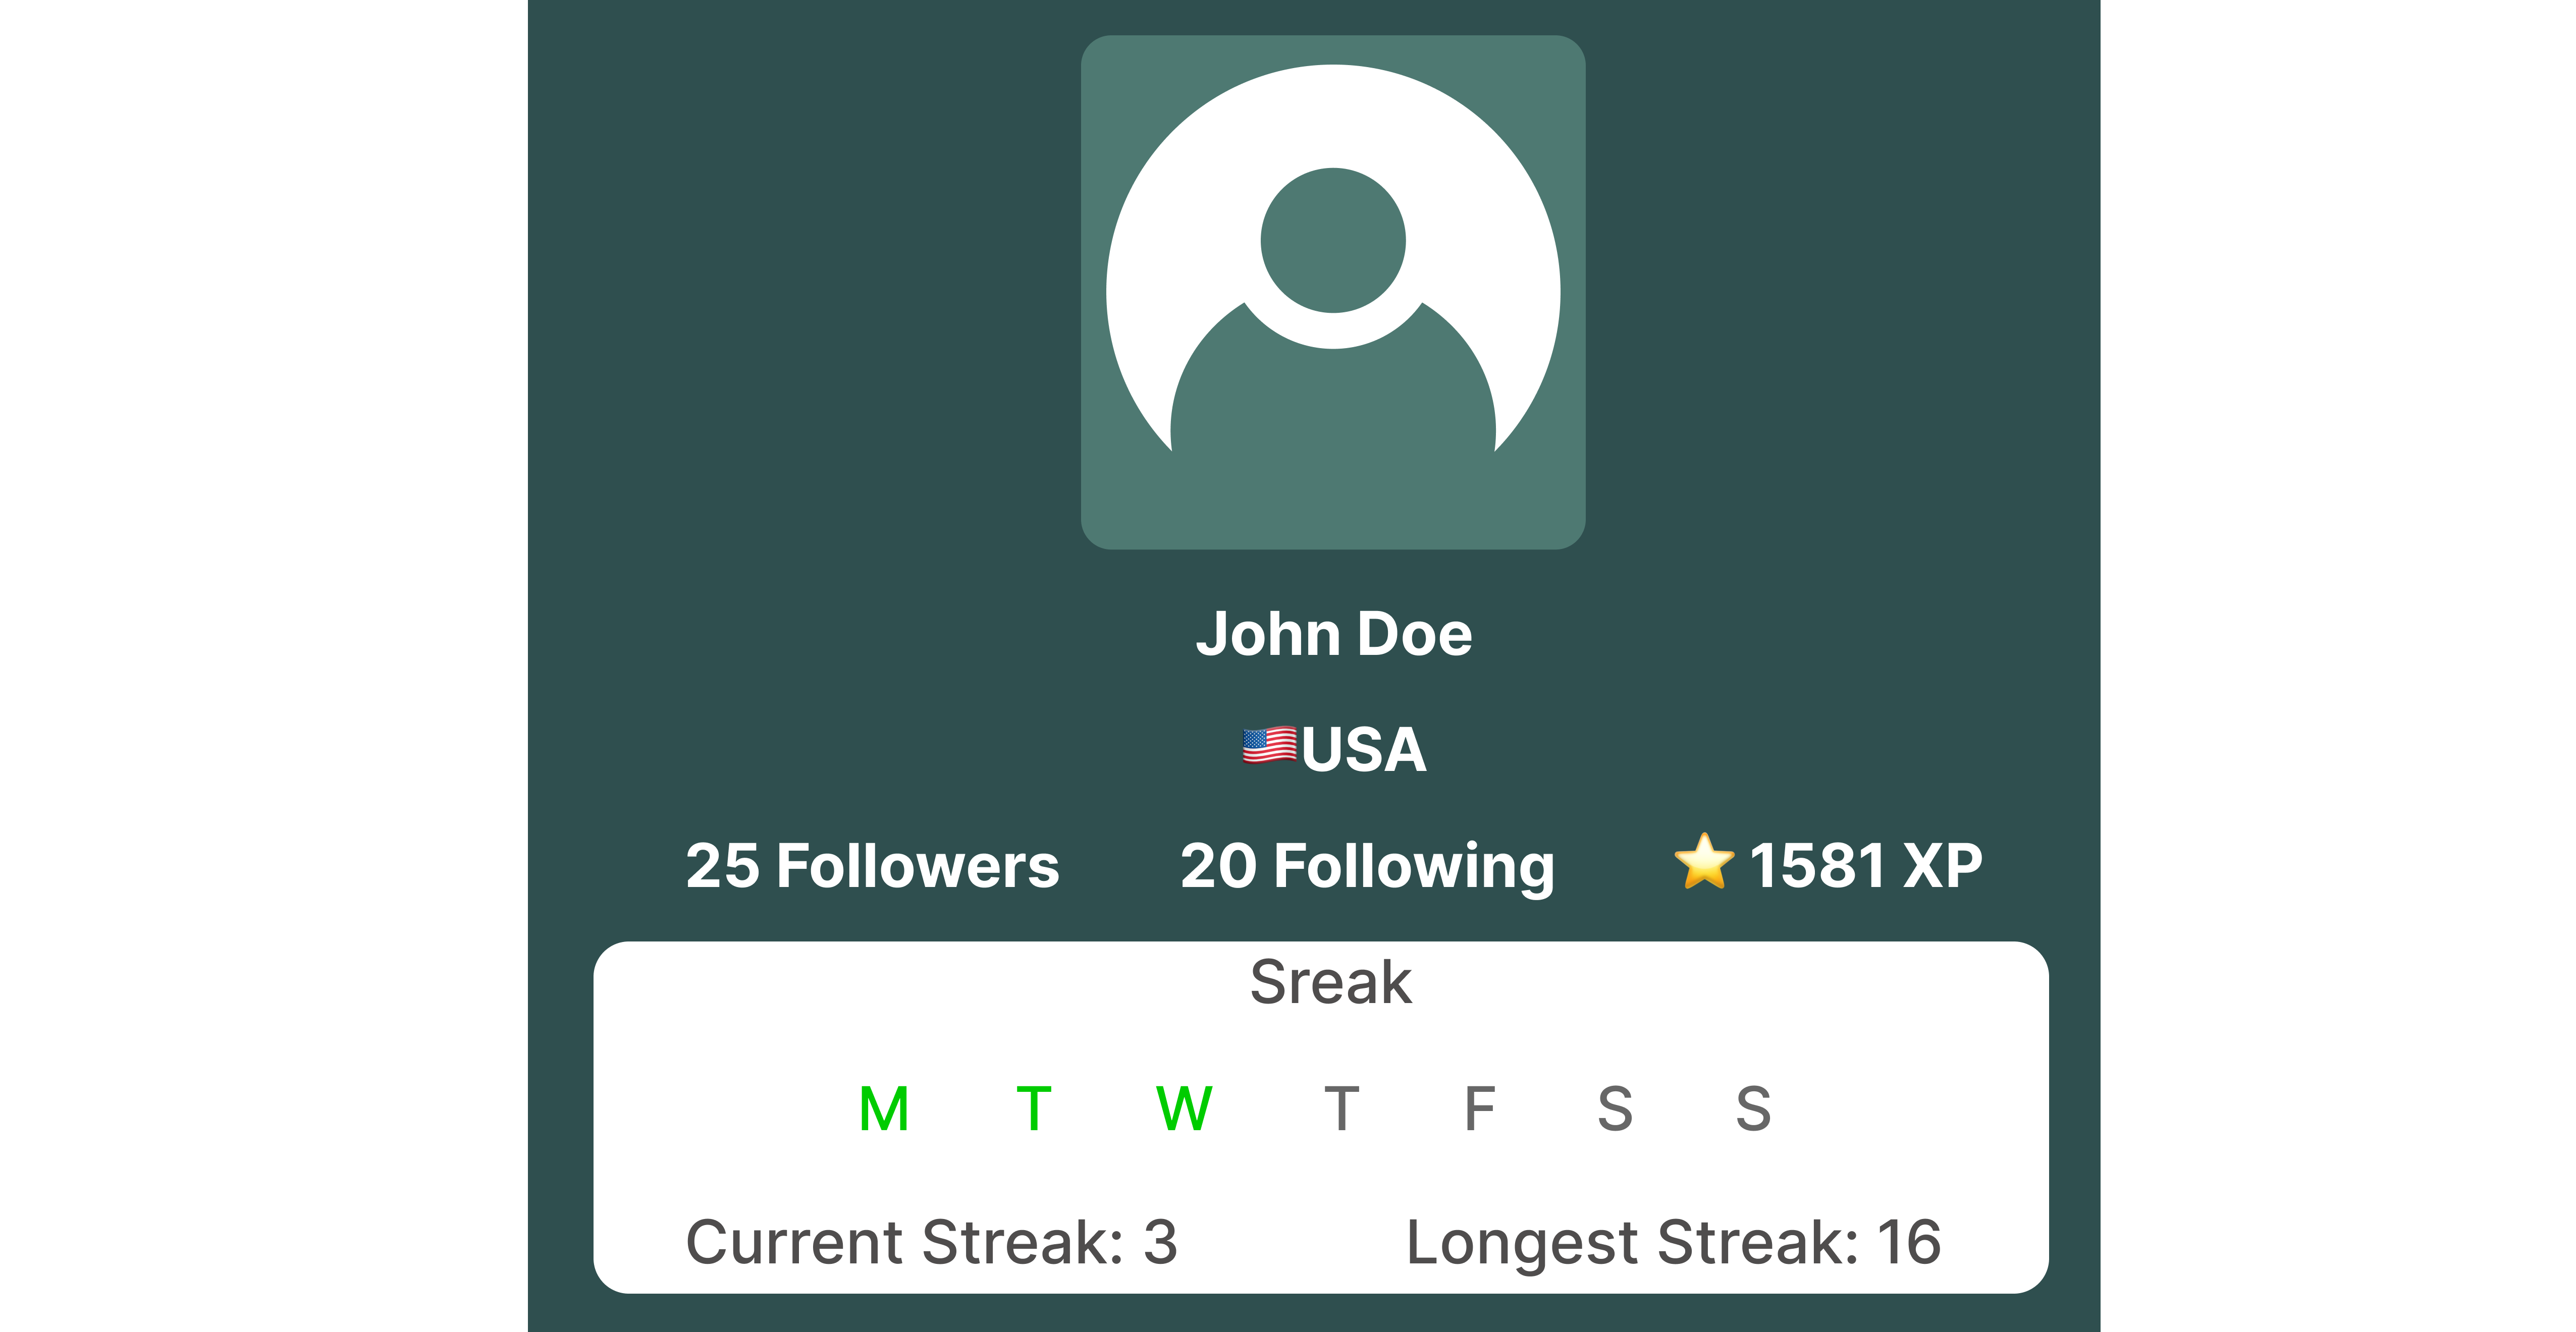 John Doe
🇺🇸USA
25 Followers 20 Following ⭐ 1581 XP
Sreak
M T W T F S S
Current Streak: 3 Longest Streak: 16